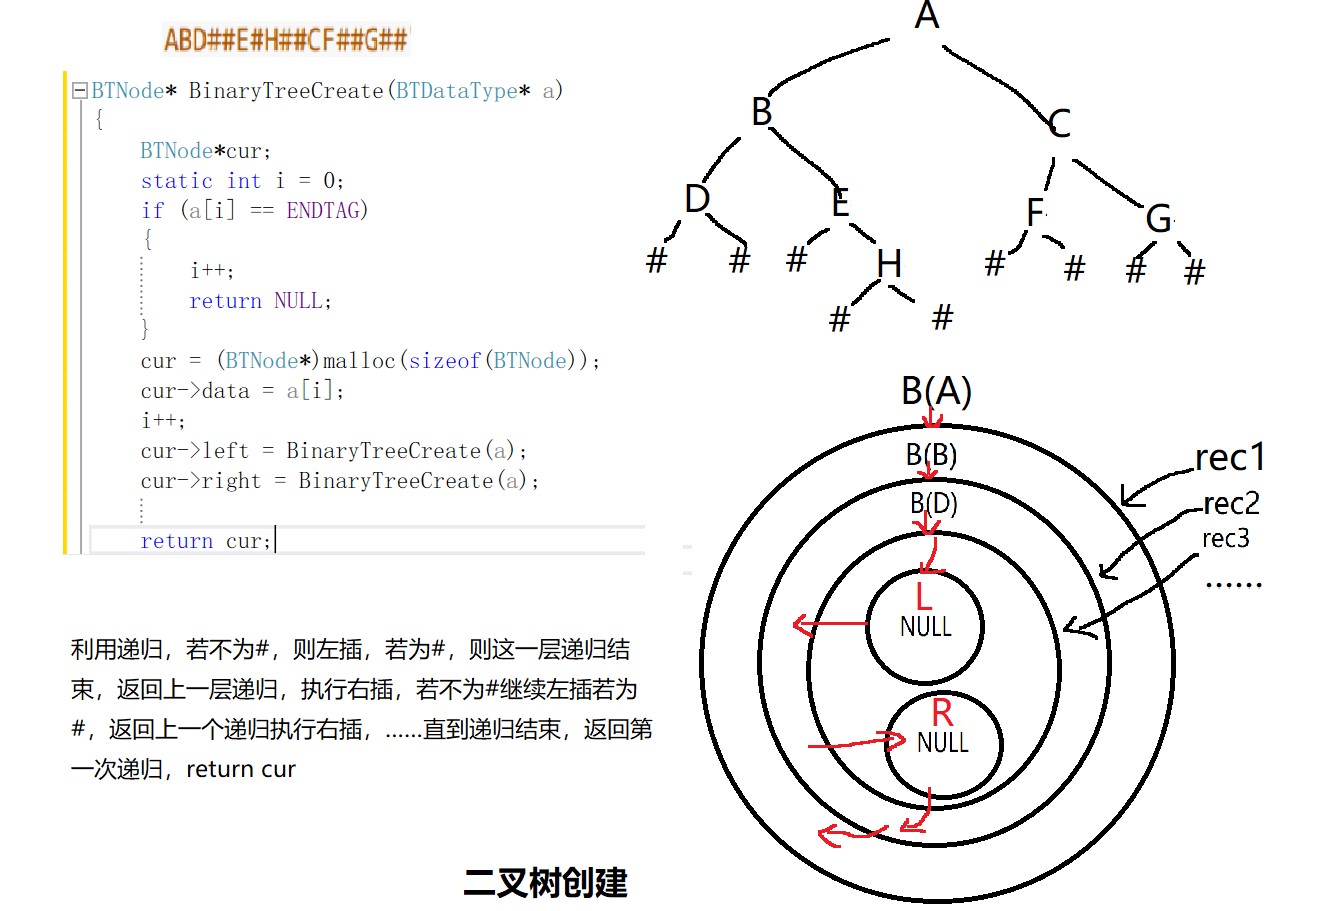 ABD##E#H##CF##G##'
BTNode* BinaryTreeCreate(BTDataType* a)
{
BTNode*cur;
static int i = 0;
if (a[i] == ENDTAG)
{
i++;
return NULL;
}
cur = (BTNode*)malloc(sizeof(BTNode));
cur->data = a[i];
i++;
cur->left = BinaryTreeCreate(a);
cur->right = BinaryTreeCreate(a);
return cur;
利用递归，若不为#，则左插，若为#，则这一层递归结
束，返回上一层递归，执行右插，若不为#继续左插若为
#，返回上一个递归执行右插，……直到递归结束，返回第
一次递归，return cur
二叉树创建
A
B C
D E F G
# # # H # # # #
# #
B(A)
B(B)
B(D)
L
NULL
R
NULL
rec1
rec2
rec3
……